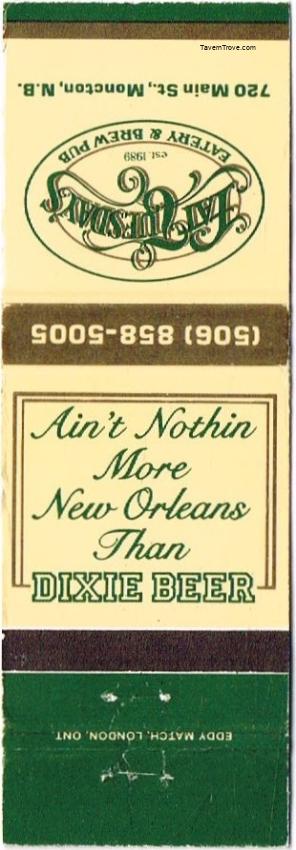 TavernTrove.com
720 Main St., Moncton, N.B.
FAT TUESDAY'S
est. 1989
EATERY & BREW PUB
(506) 858-5005
Ain't Nothin
More
New Orleans
Than
DIXIE BEER
EDDY MATCH, LONDON, ONT